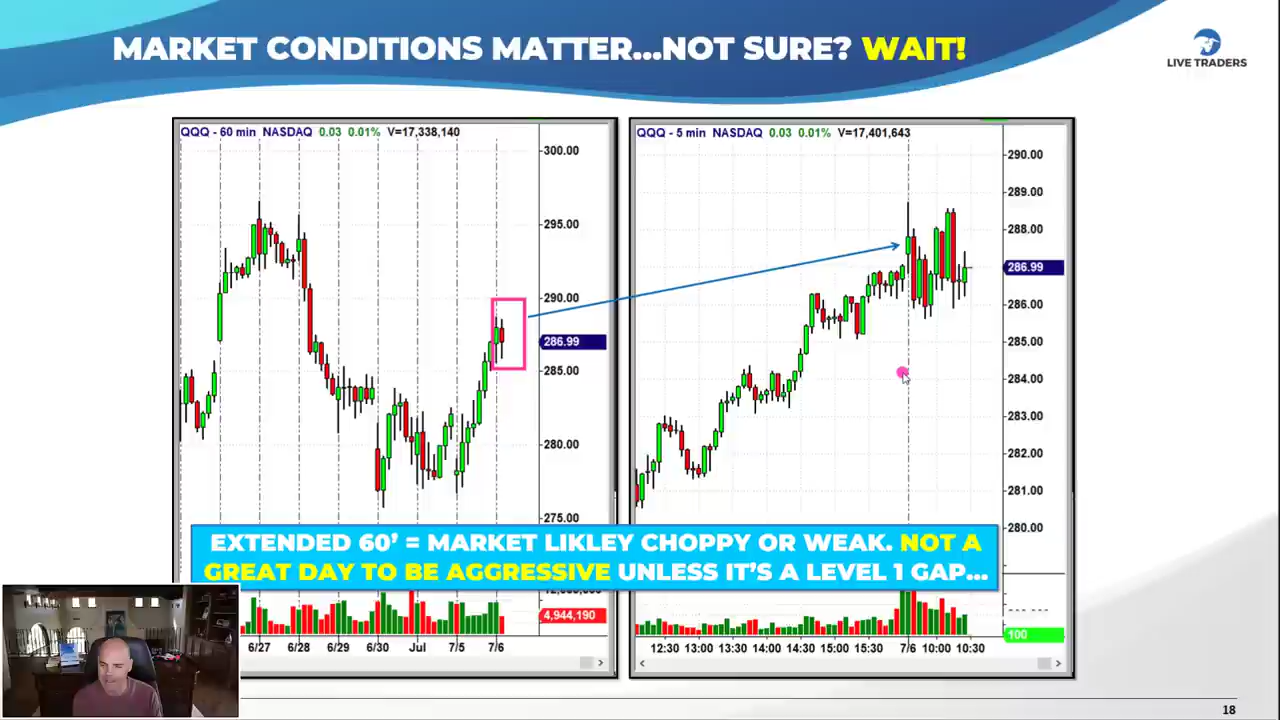 MARKET CONDITIONS MATTER...NOT SURE? WAIT!
LIVE TRADERS
QQQ - 60 min NASDAQ 0.03 0.01% V=17,338,140
300.00
295.00
290.00
286.99
285.00
280.00
275.00
4,944,190
6/27 6/28 6/29 6/30 Jul 7/5 7/6
QQQ - 5 min NASDAQ 0.03 0.01% V=17,401,643
290.00
289.00
288.00
286.99
286.00
285.00
284.00
283.00
282.00
281.00
280.00
100
12:30 13:00 13:30 14:00 14:30 15:00 15:30 7/6 10:00 10:30
EXTENDED 60' = MARKET LIKLEY CHOPPY OR WEAK. NOT A
GREAT DAY TO BE AGGRESSIVE UNLESS IT'S A LEVEL 1 GAP...
18